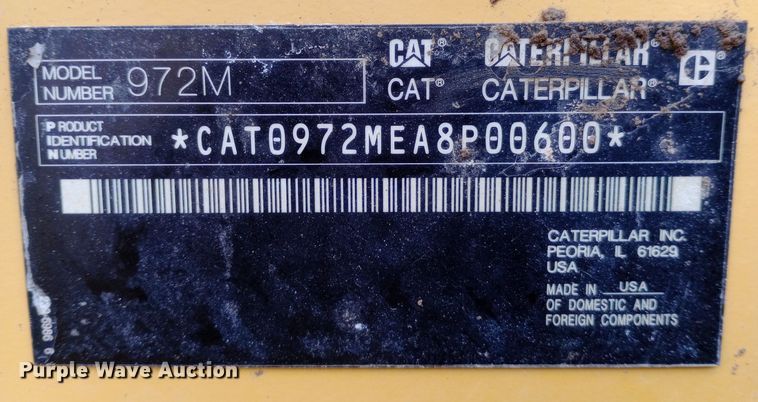 MODEL NUMBER 972M
CAT CATERPILLAR
CAT® CATERPILLAR®
PRODUCT IDENTIFICATION NUMBER *CAT0972MEA8P00600*
CATERPILLAR INC.
PEORIA, IL 61629
USA
MADE IN USA
OF DOMESTIC AND
FOREIGN COMPONENTS
Purple Wave Auction